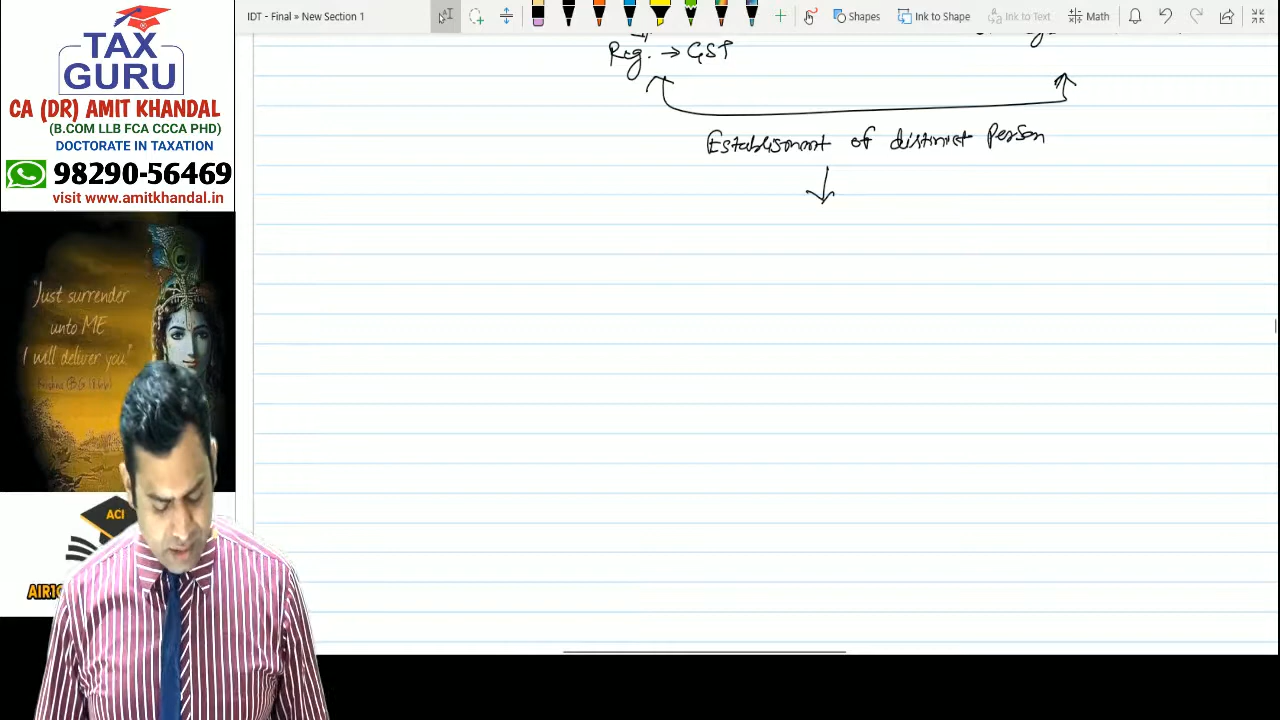 IDT - Final » New Section 1
Shapes
Ink to Shape
Ink to Text
Math
TAX
GURU
CA (DR) AMIT KHANDAL
(B.COM LLB FCA CCCA PHD)
DOCTORATE IN TAXATION
98290-56469
visit www.amitkhandal.in
Reg. → GST
Establisment of distinct Person
"Just surrender
unto ME
I will deliver you."
ACI